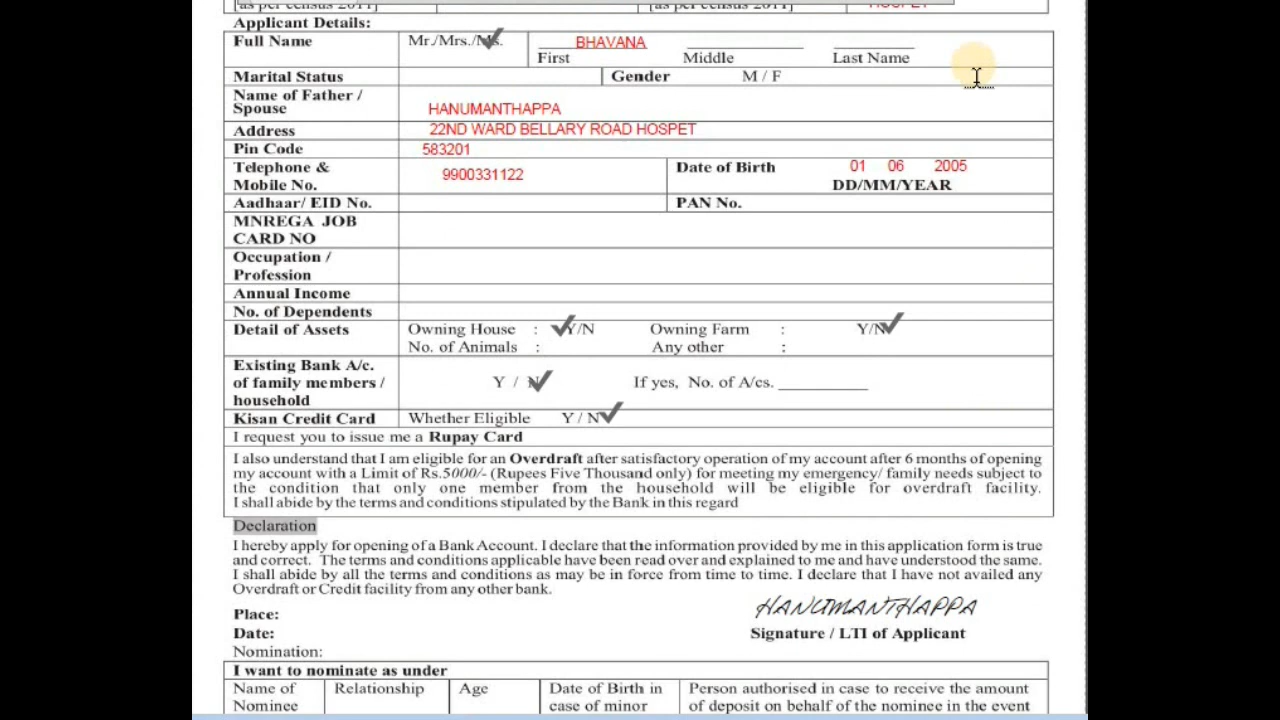 [as per census 2011] [as per census 2011] HOSPET
Applicant Details:
Full Name Mr./Mrs./Ms. BHAVANA
First Middle Last Name
Marital Status Gender M / F
Name of Father /
Spouse HANUMANTHAPPA
Address 22ND WARD BELLARY ROAD HOSPET
Pin Code 583201
Telephone & Date of Birth 01 06 2005
Mobile No. 9900331122 DD/MM/YEAR
Aadhaar/ EID No. PAN No.
MNREGA JOB
CARD NO
Occupation /
Profession
Annual Income
No. of Dependents
Detail of Assets Owning House : Y/N Owning Farm : Y/N
No. of Animals : Any other :
Existing Bank A/c.
of family members / Y / N If yes, No. of A/cs. _________
household
Kisan Credit Card Whether Eligible Y / N
I request you to issue me a Rupay Card
I also understand that I am eligible for an Overdraft after satisfactory operation of my account after 6 months of opening
my account with a Limit of Rs.5000/- (Rupees Five Thousand only) for meeting my emergency/ family needs subject to
the condition that only one member from the household will be eligible for overdraft facility.
I shall abide by the terms and conditions stipulated by the Bank in this regard
Declaration
I hereby apply for opening of a Bank Account. I declare that the information provided by me in this application form is true
and correct. The terms and conditions applicable have been read over and explained to me and have understood the same.
I shall abide by all the terms and conditions as may be in force from time to time. I declare that I have not availed any
Overdraft or Credit facility from any other bank.
HANUMANTHAPPA
Place:
Date: Signature / LTI of Applicant
Nomination:
I want to nominate as under
Name of Relationship Age Date of Birth in Person authorised in case to receive the amount
Nominee case of minor of deposit on behalf of the nominee in the event